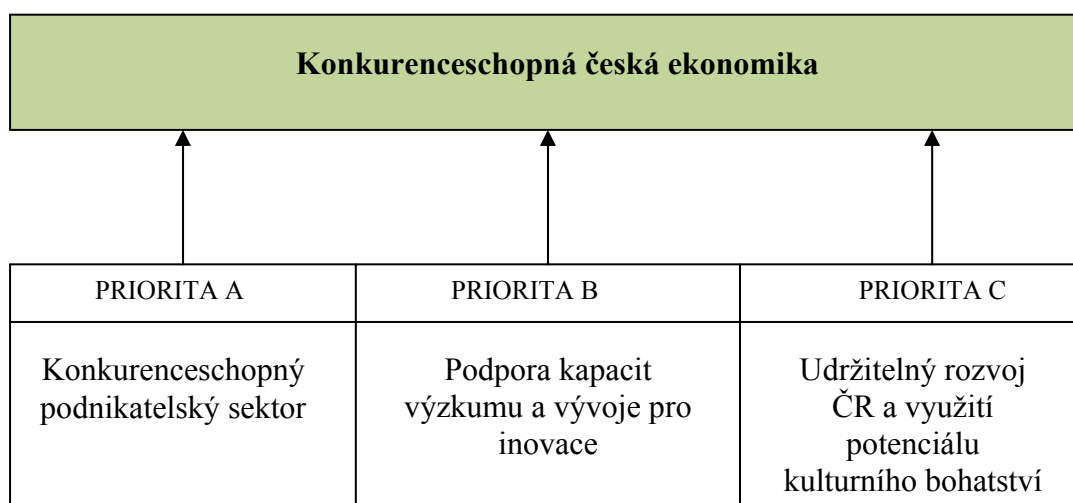 Konkurenceschopná česká ekonomika
PRIORITA A
PRIORITA B
PRIORITA C
Konkurenceschopný
podnikatelský sektor
Podpora kapacit
výzkumu a vývoje pro
inovace
Udržitelný rozvoj
ČR a využití
potenciálu
kulturního bohatství